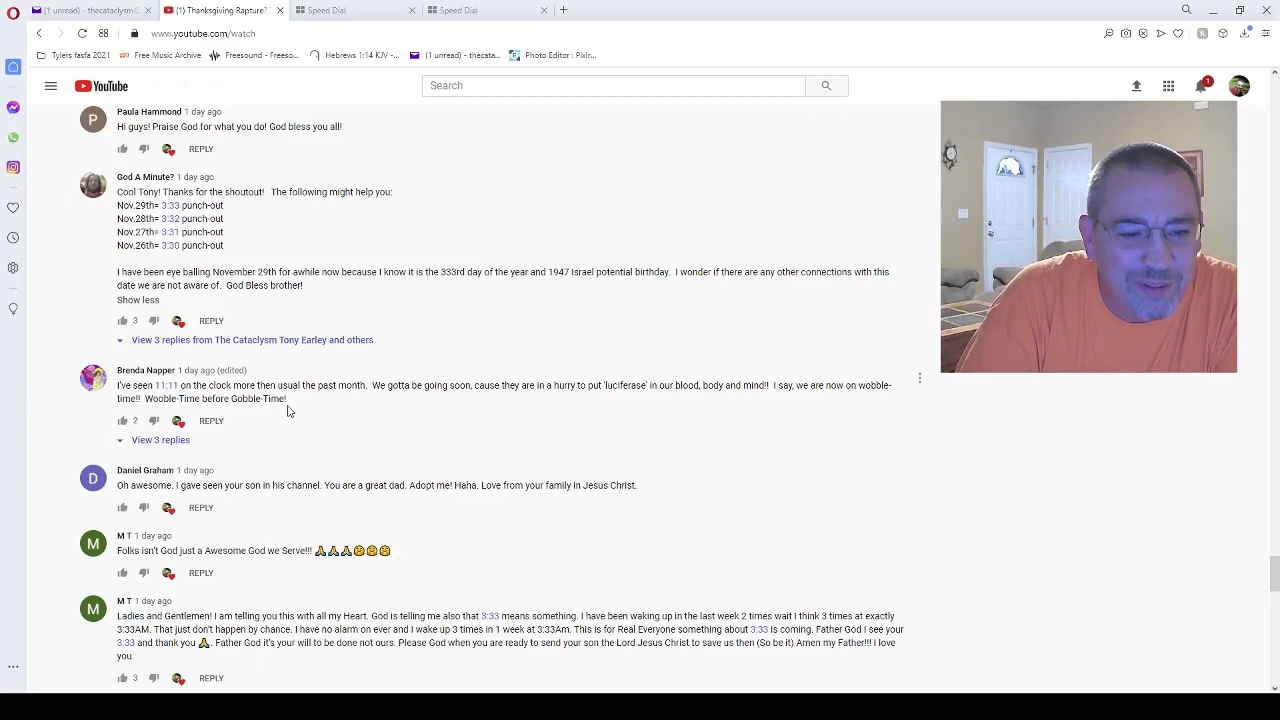 (1 unread) - thecataclysm.t
(1) Thanksgiving Rapture?
Speed Dial
Speed Dial
www.youtube.com/watch
Tylers fasfa 2021
Free Music Archive
Freesound - Freeso...
Hebrews 1:14 KJV -...
(1 unread) - thecata...
Photo Editor : Pixlr...
YouTube
Search
1
P
Paula Hammond 1 day ago
Hi guys! Praise God for what you do! God bless you all!
REPLY
God A Minute? 1 day ago
Cool Tony! Thanks for the shoutout! The following might help you:
Nov.29th= 3:33 punch-out
Nov.28th= 3:32 punch-out
Nov.27th= 3:31 punch-out
Nov.26th= 3:30 punch-out
I have been eye balling November 29th for awhile now because I know it is the 333rd day of the year and 1947 Israel potential birthday. I wonder if there are any other connections with this
date we are not aware of. God Bless brother!
Show less
3 REPLY
View 3 replies from The Cataclysm Tony Earley and others
Brenda Napper 1 day ago (edited)
I've seen 11:11 on the clock more then usual the past month. We gotta be going soon, cause they are in a hurry to put 'luciferase' in our blood, body and mind!! I say, we are now on wobble-
time!! Wooble-Time before Gobble-Time!
2 REPLY
View 3 replies
D
Daniel Graham 1 day ago
Oh awesome. I gave seen your son in his channel. You are a great dad. Adopt me! Haha. Love from your family in Jesus Christ.
REPLY
M
M T 1 day ago
Folks isn't God just a Awesome God we Serve!!! 🙏🙏🙏🤗🤗🤗
REPLY
M
M T 1 day ago
Ladies and Gentlemen! I am telling you this with all my Heart. God is telling me also that 3:33 means something. I have been waking up in the last week 2 times wait I think 3 times at exactly
3:33AM. That just don't happen by chance. I have no alarm on ever and I wake up 3 times in 1 week at 3:33Am. This is for Real Everyone something about 3:33 is coming. Father God I see your
3:33 and thank you 🙏. Father God it's your will to be done not ours. Please God when you are ready to send your son the Lord Jesus Christ to save us then (So be it) Amen my Father!!! I love
you.
3 REPLY